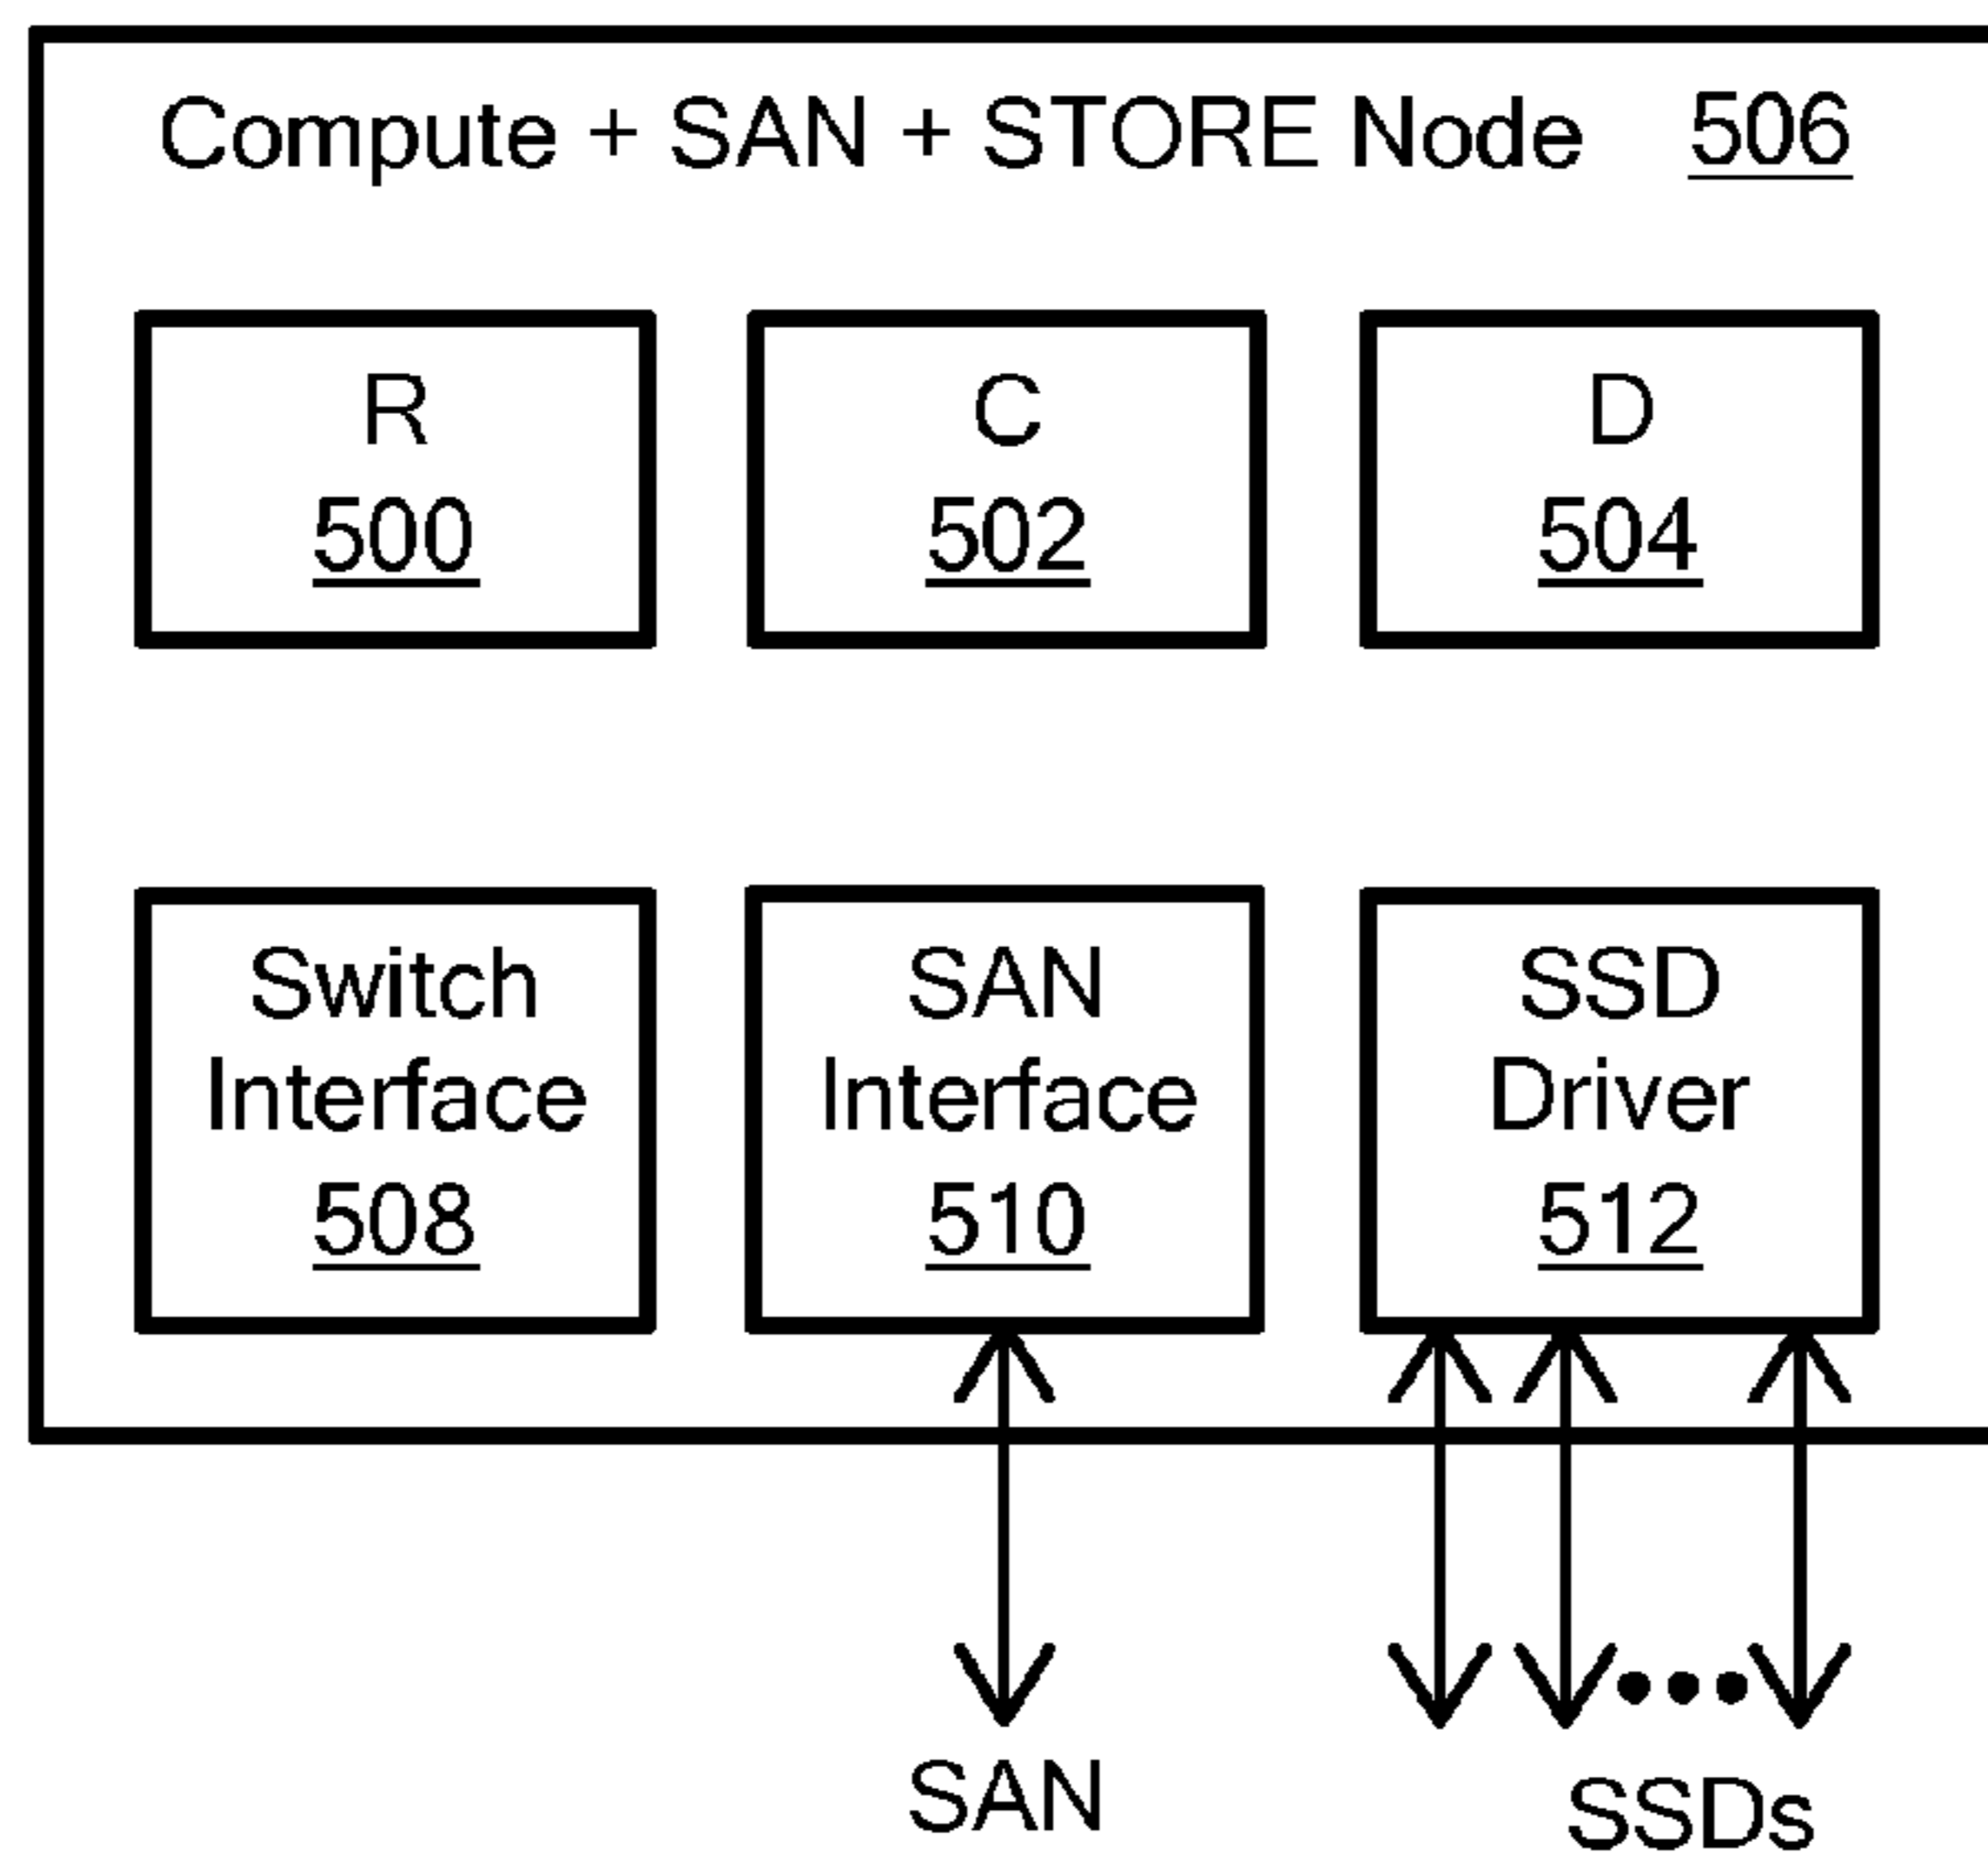 Compute + SAN + STORE Node 506
R
500
C
502
D
504
Switch
Interface
508
SAN
Interface
510
SSD
Driver
512
SAN
SSDs